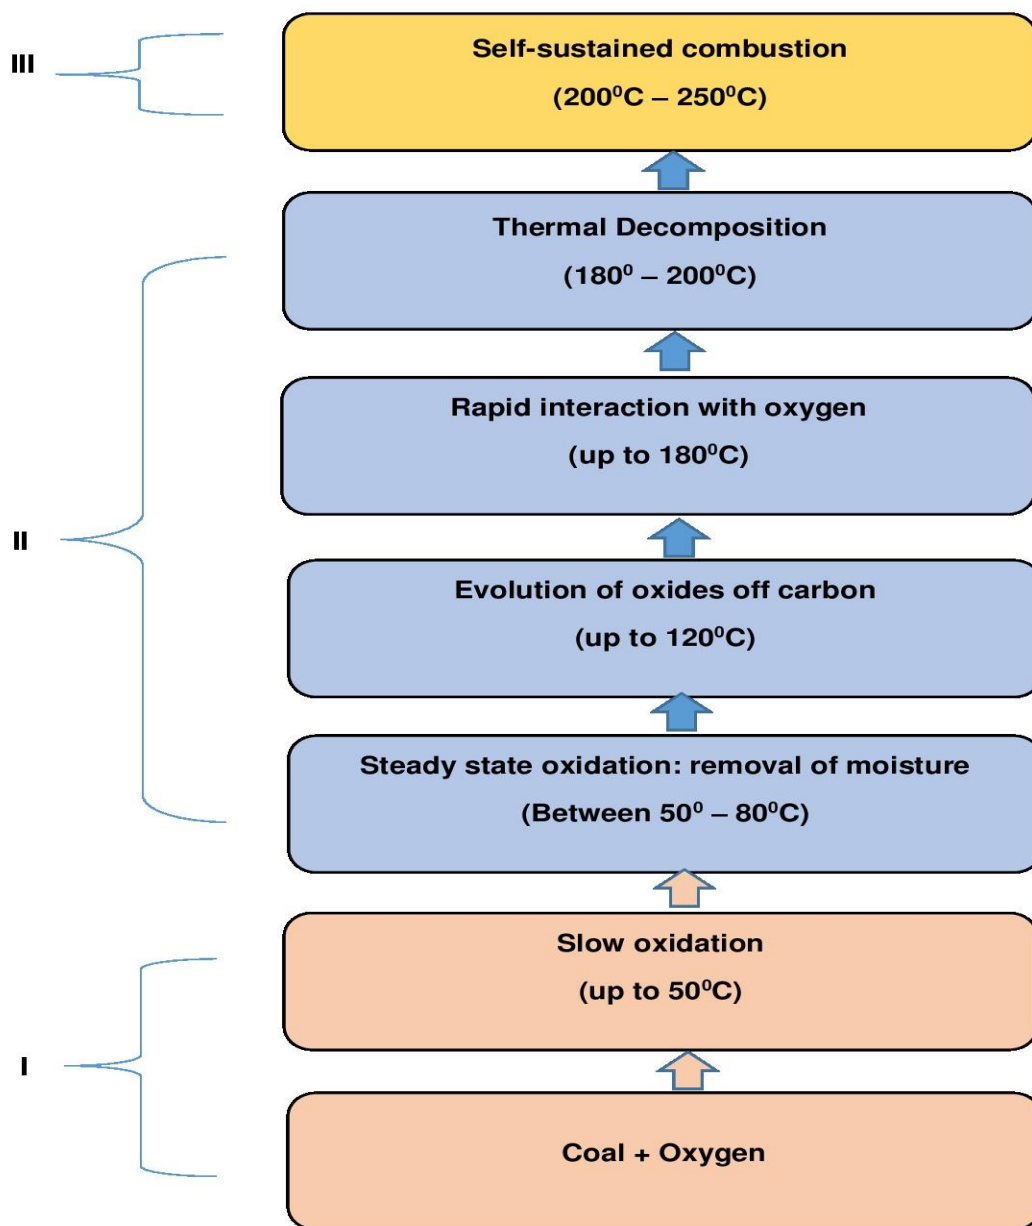 III
Self-sustained combustion
(200⁰C – 250⁰C)
Thermal Decomposition
(180⁰ – 200⁰C)
Rapid interaction with oxygen
(up to 180⁰C)
II
Evolution of oxides off carbon
(up to 120⁰C)
Steady state oxidation: removal of moisture
(Between 50⁰ – 80⁰C)
Slow oxidation
(up to 50⁰C)
I
Coal + Oxygen